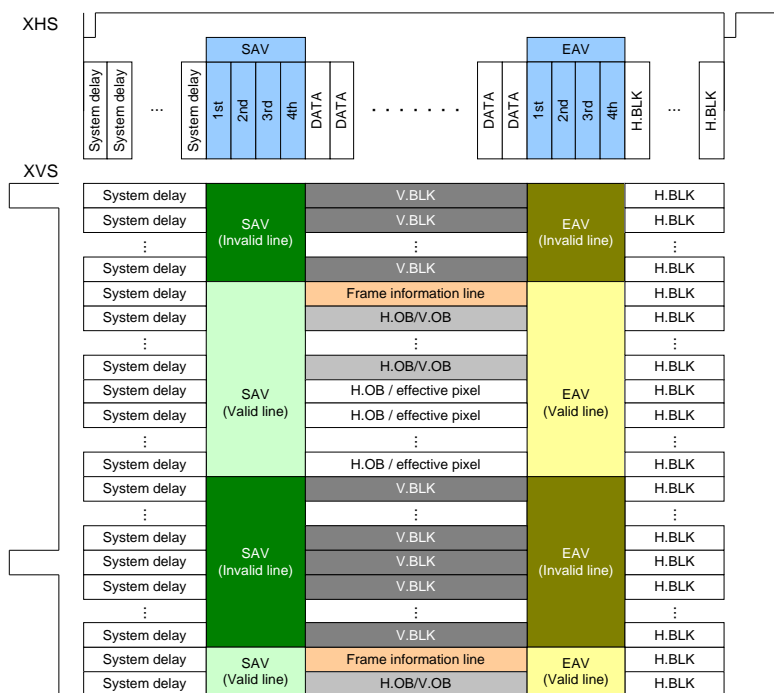 XHS
SAV EAV
System delay System delay ... System delay 1st 2nd 3rd 4th DATA DATA . . . . . . . DATA DATA 1st 2nd 3rd 4th H.BLK ... H.BLK
XVS
System delay V.BLK H.BLK
System delay V.BLK H.BLK
SAV (Invalid line) EAV (Invalid line)
⋮ ⋮ ⋮
System delay V.BLK H.BLK
System delay Frame information line H.BLK
System delay H.OB/V.OB H.BLK
⋮ ⋮ ⋮
System delay H.OB/V.OB H.BLK
System delay H.OB / effective pixel H.BLK
SAV (Valid line) EAV (Valid line)
System delay H.OB / effective pixel H.BLK
⋮ ⋮ ⋮
System delay H.OB / effective pixel H.BLK
System delay V.BLK H.BLK
⋮ ⋮ ⋮
System delay V.BLK H.BLK
System delay V.BLK H.BLK
SAV (Invalid line) EAV (Invalid line)
System delay V.BLK H.BLK
⋮ ⋮ ⋮
System delay V.BLK H.BLK
System delay Frame information line H.BLK
SAV (Valid line) EAV (Valid line)
System delay H.OB/V.OB H.BLK